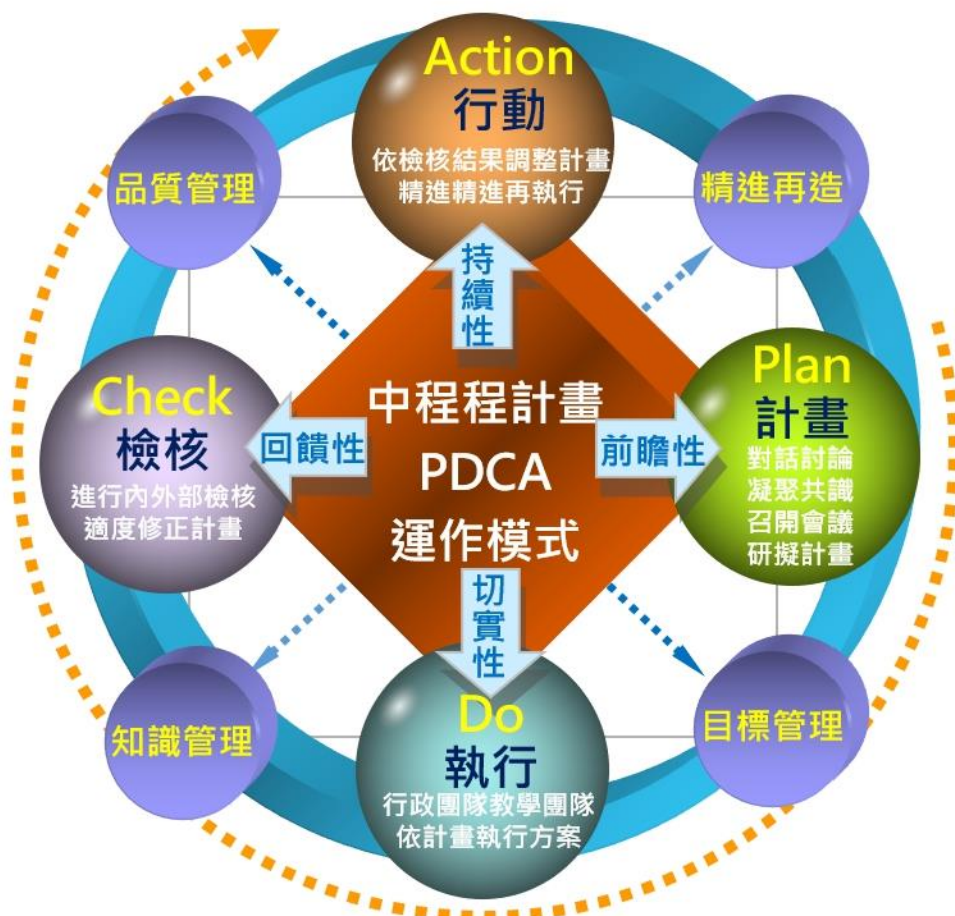 Action
行動
依檢核結果調整計畫
精進精進再執行
品質管理
精進再造
持續性
Check
檢核
進行內外部檢核
適度修正計畫
回饋性
中程程計畫
PDCA
運作模式
前瞻性
Plan
計畫
對話討論
凝聚共識
召開會議
研擬計畫
切實性
知識管理
目標管理
Do
執行
行政團隊教學團隊
依計畫執行方案